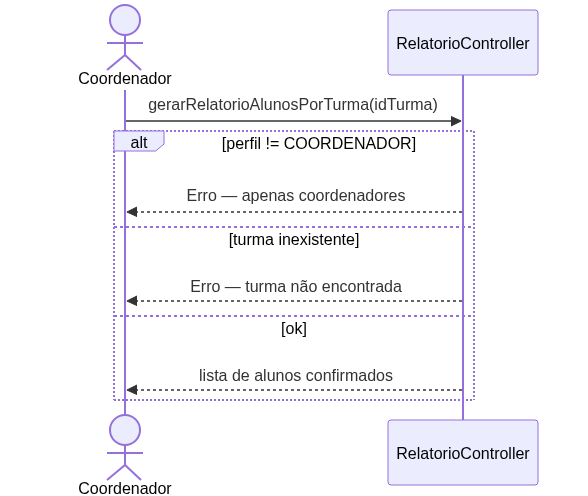 Coordenador
RelatorioController
gerarRelatorioAlunosPorTurma(idTurma)
alt
[perfil != COORDENADOR]
Erro — apenas coordenadores
[turma inexistente]
Erro — turma não encontrada
[ok]
lista de alunos confirmados
Coordenador
RelatorioController